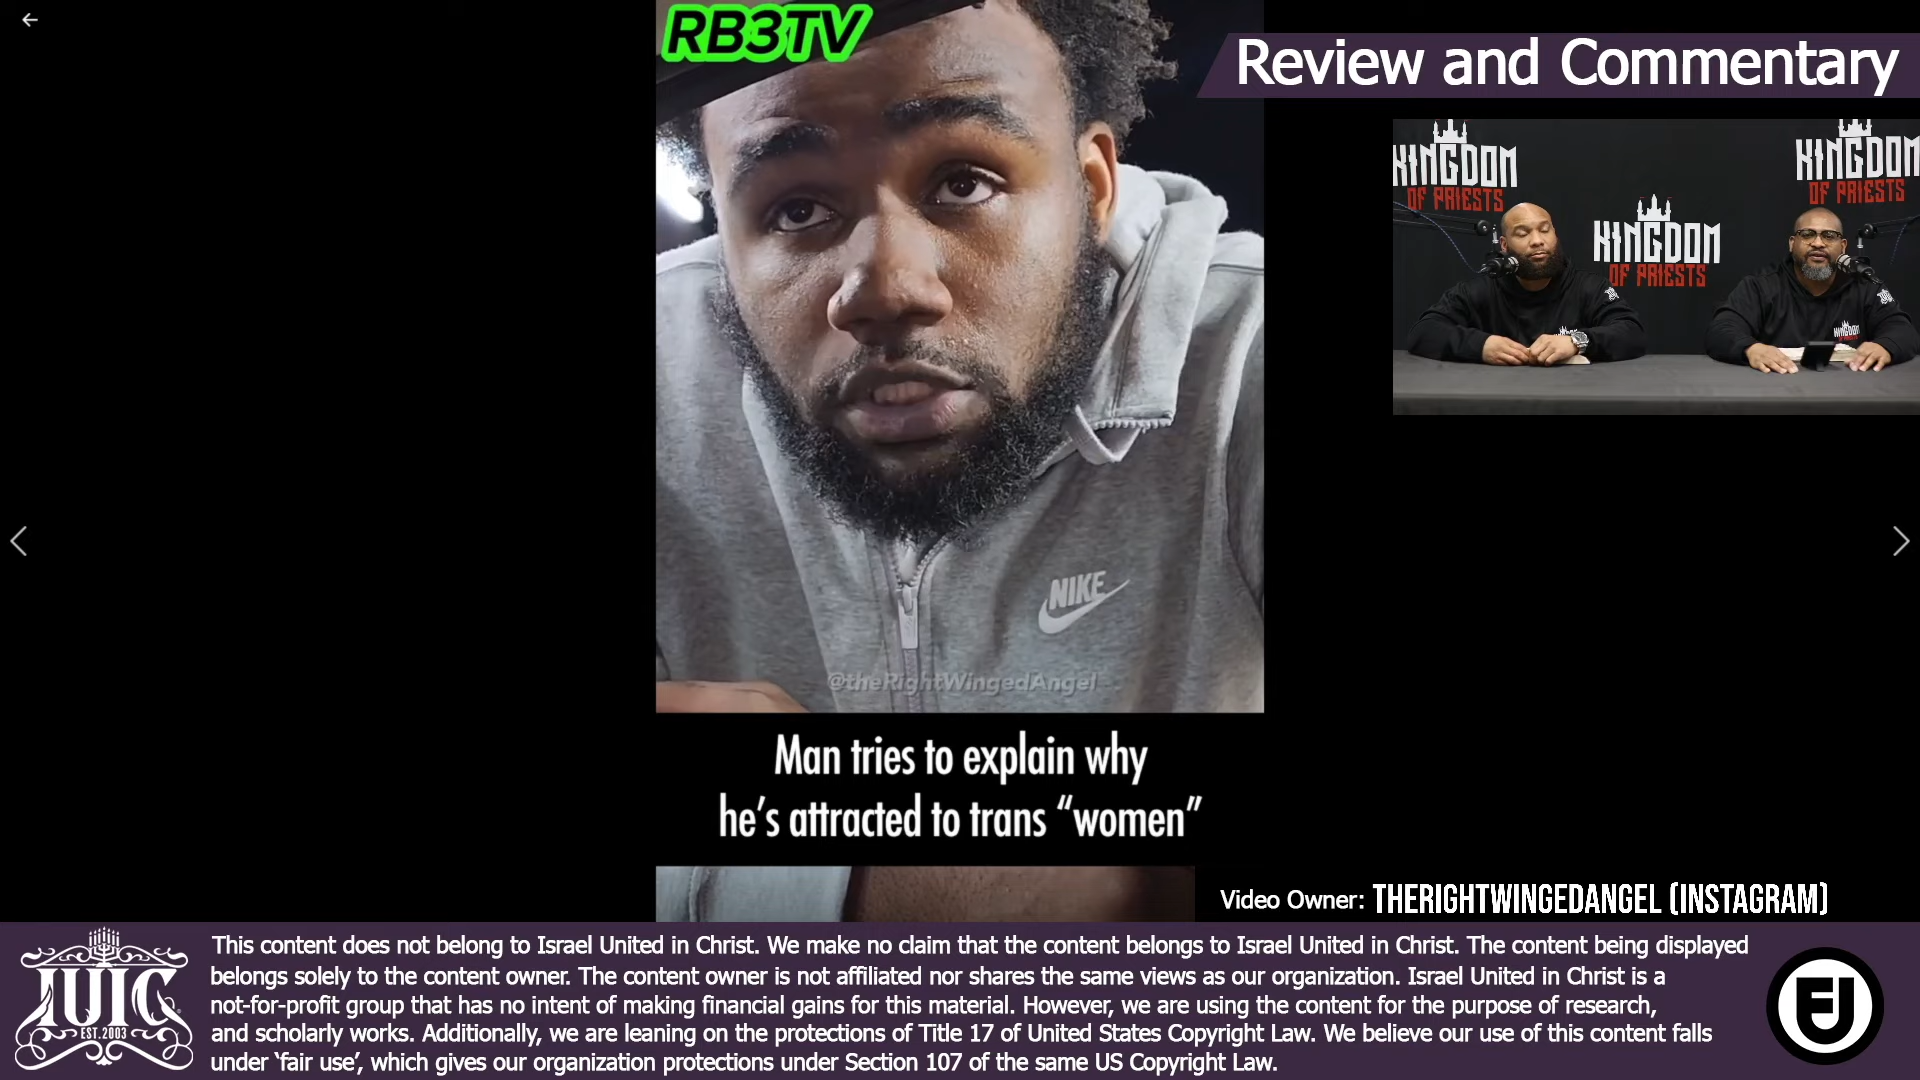 RB3TV
Review and Commentary
KINGDOM
OF PRIESTS
KINGDOM
OF PRIESTS
KINGDOM
OF PRIESTS
KINGDOM
NIKE
@theRightWingedAngel
Man tries to explain why
he's attracted to trans “women”
Video Owner: THERIGHTWINGEDANGEL (INSTAGRAM)
This content does not belong to Israel United in Christ. We make no claim that the content belongs to Israel United in Christ. The content being displayed
belongs solely to the content owner. The content owner is not affiliated nor shares the same views as our organization. Israel United in Christ is a
not-for-profit group that has no intent of making financial gains for this material. However, we are using the content for the purpose of research,
and scholarly works. Additionally, we are leaning on the protections of Title 17 of United States Copyright Law. We believe our use of this content falls
under ‘fair use’, which gives our organization protections under Section 107 of the same US Copyright Law.
IUIC
EST. 2003